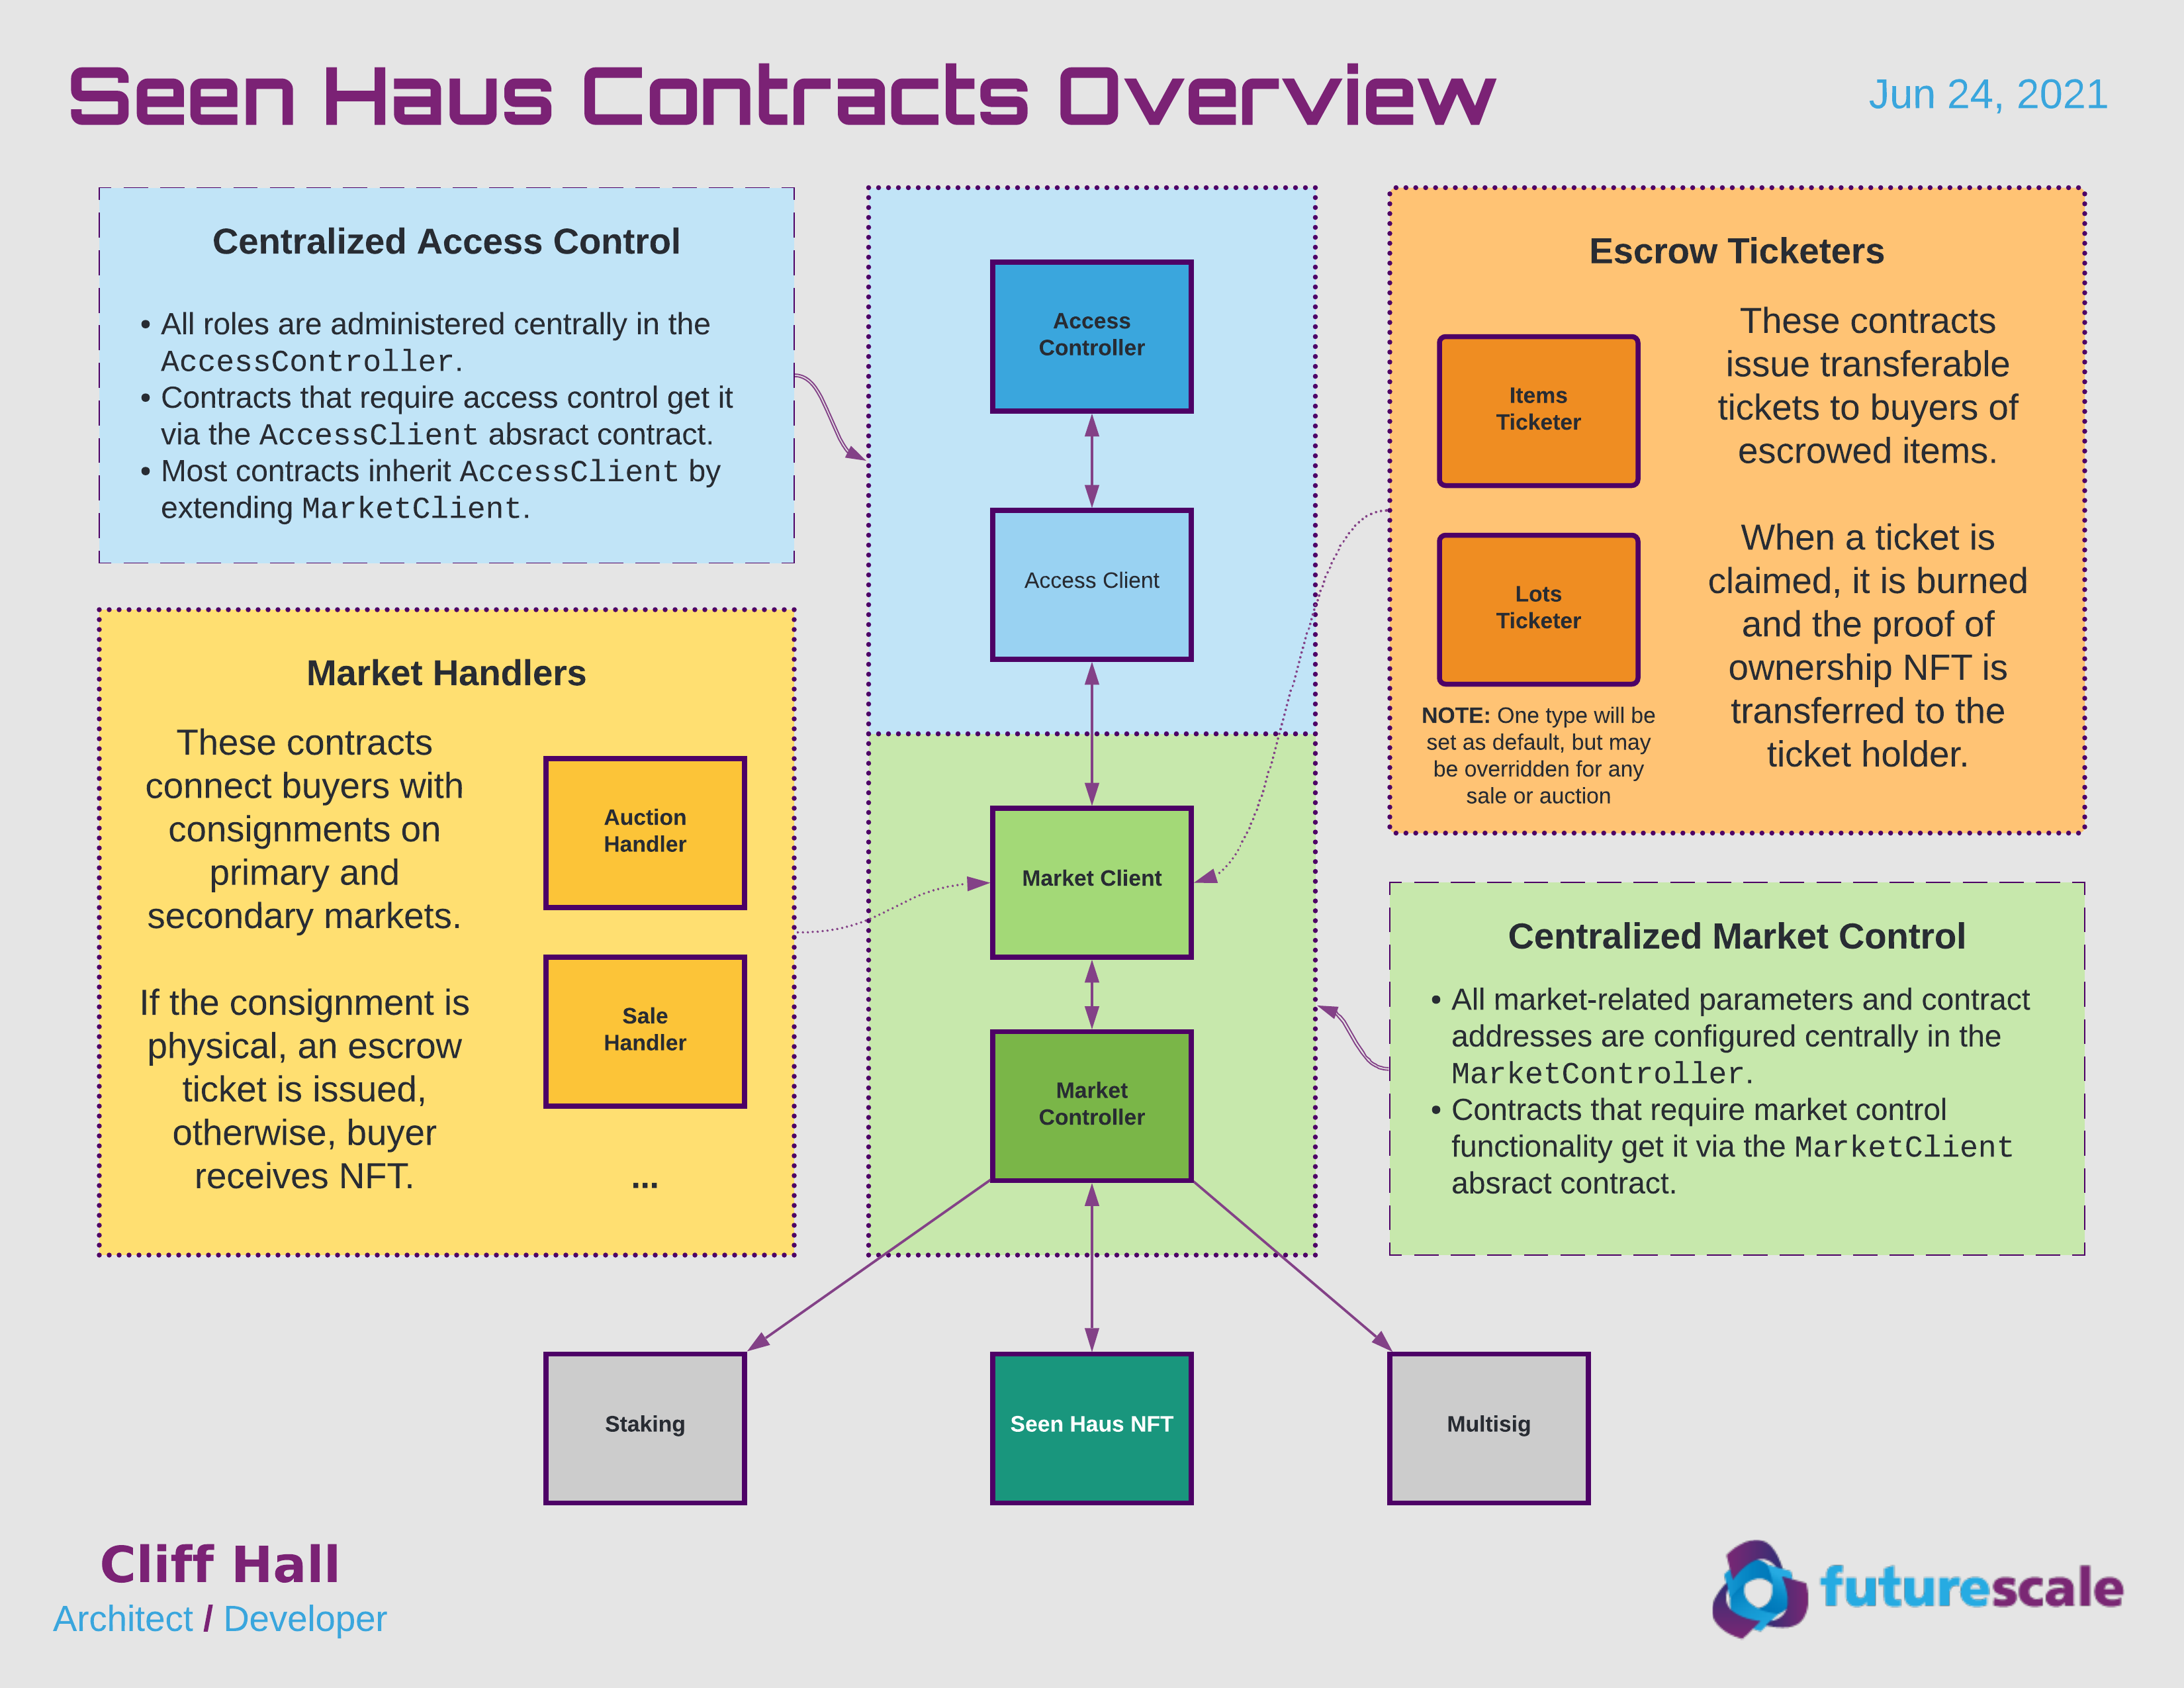 Seen Haus Contracts Overview
Jun 24, 2021
Centralized Access Control
• All roles are administered centrally in the
AccessController.
• Contracts that require access control get it
via the AccessClient absract contract.
• Most contracts inherit AccessClient by
extending MarketClient.
Market Handlers
These contracts
connect buyers with
consignments on
primary and
secondary markets.
If the consignment is
physical, an escrow
ticket is issued,
otherwise, buyer
receives NFT.
Auction
Handler
Sale
Handler
...
Access
Controller
Access Client
Market Client
Market
Controller
Escrow Ticketers
Items
Ticketer
Lots
Ticketer
NOTE: One type will be
set as default, but may
be overridden for any
sale or auction
These contracts
issue transferable
tickets to buyers of
escrowed items.
When a ticket is
claimed, it is burned
and the proof of
ownership NFT is
transferred to the
ticket holder.
Centralized Market Control
• All market-related parameters and contract
addresses are configured centrally in the
MarketController.
• Contracts that require market control
functionality get it via the MarketClient
absract contract.
Staking
Seen Haus NFT
Multisig
Cliff Hall
Architect / Developer
futurescale